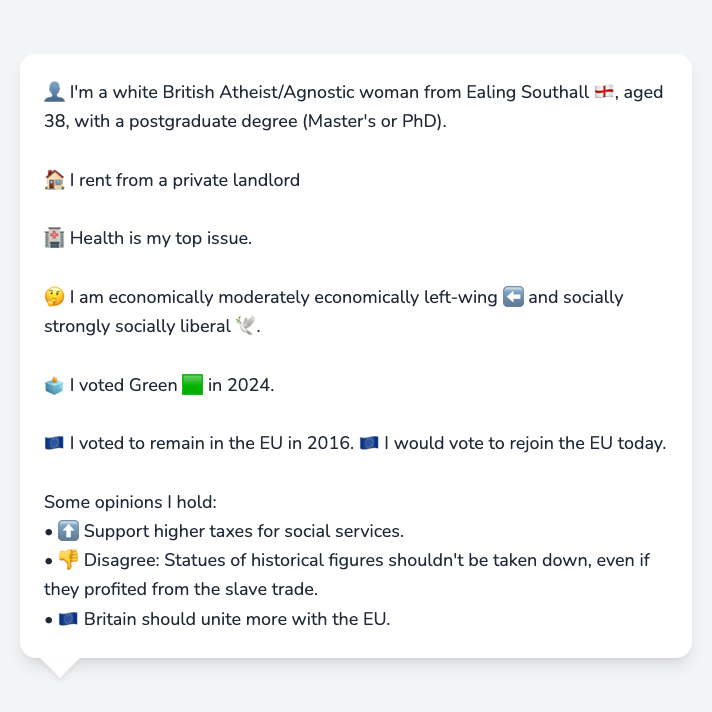 👤 I'm a white British Atheist/Agnostic woman from Ealing Southall 🏴󠁧󠁢󠁥󠁮󠁧󠁿, aged
38, with a postgraduate degree (Master's or PhD).
🏠 I rent from a private landlord
🏥 Health is my top issue.
🤔 I am economically moderately economically left-wing ⬅️ and socially
strongly socially liberal 🕊️.
🗳️ I voted Green 🟩 in 2024.
🇪🇺 I voted to remain in the EU in 2016. 🇪🇺 I would vote to rejoin the EU today.
Some opinions I hold:
• ⬆️ Support higher taxes for social services.
• 👎 Disagree: Statues of historical figures shouldn't be taken down, even if
they profited from the slave trade.
• 🇪🇺 Britain should unite more with the EU.